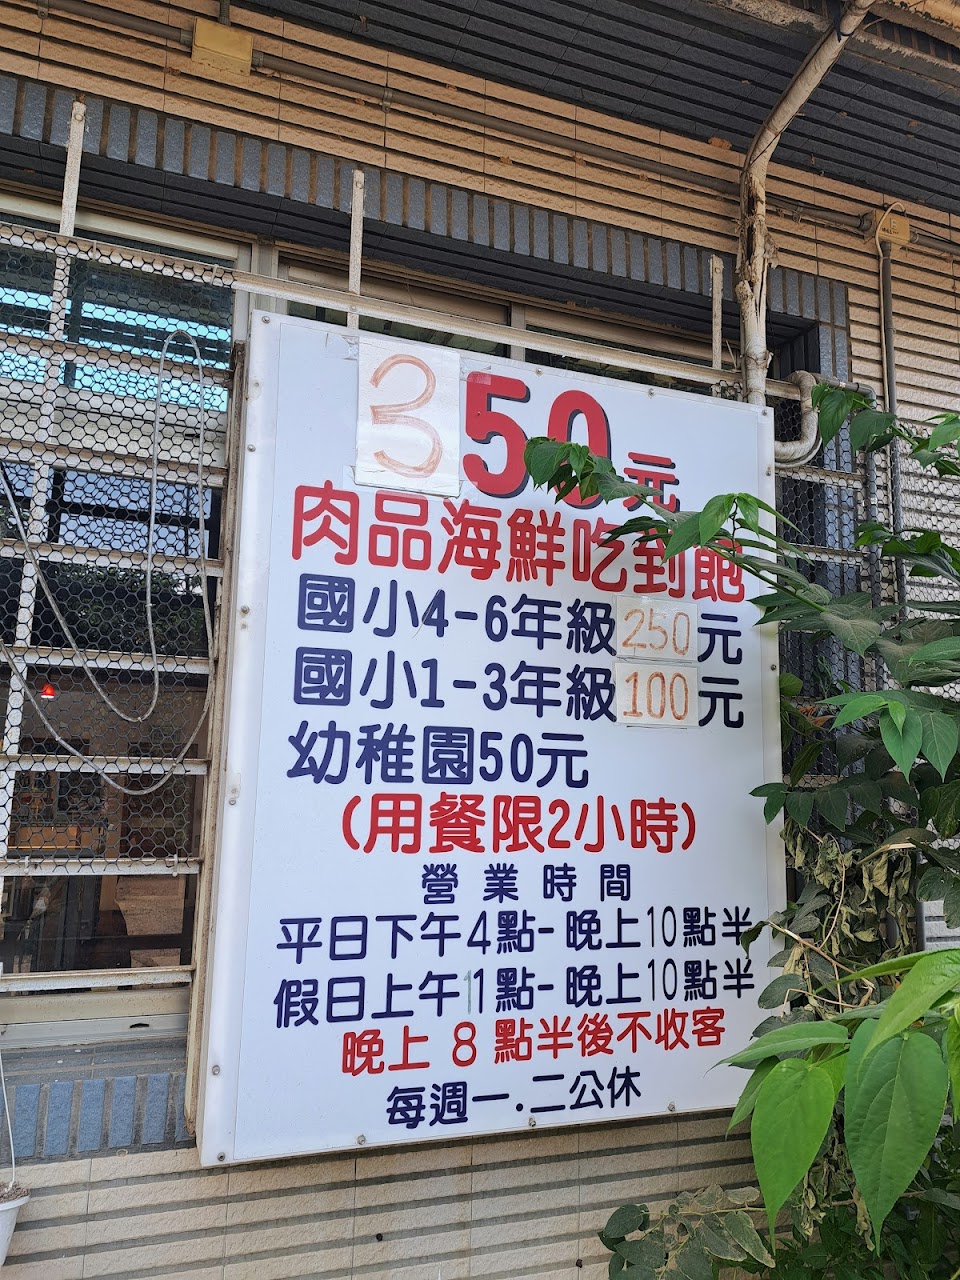 350元
肉品海鮮吃到飽
國小4-6年級250元
國小1-3年級100元
幼稚園50元
(用餐限2小時)
營業時間
平日下午4點-晚上10點半
假日上午11點-晚上10點半
晚上8點半後不收客
每週一.二公休